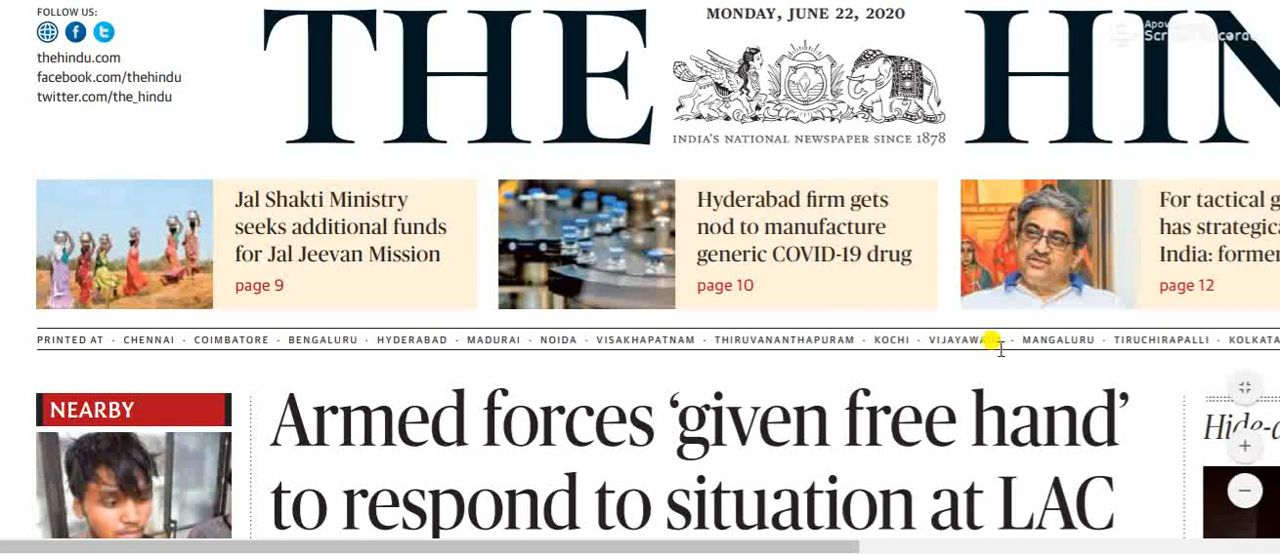 FOLLOW US:
thehindu.com
facebook.com/thehindu
twitter.com/the_hindu
MONDAY, JUNE 22, 2020
THE HIN
INDIA'S NATIONAL NEWSPAPER SINCE 1878
Jal Shakti Ministry
seeks additional funds
for Jal Jeevan Mission
page 9
Hyderabad firm gets
nod to manufacture
generic COVID-19 drug
page 10
For tactical g
has strategic
India: former
page 12
PRINTED AT · CHENNAI · COIMBATORE · BENGALURU · HYDERABAD · MADURAI · NOIDA · VISAKHAPATNAM · THIRUVANANTHAPURAM · KOCHI · VIJAYAWA · MANGALURU · TIRUCHIRAPALLI · KOLKATA
NEARBY
Armed forces ‘given free hand’
to respond to situation at LAC
Hide-